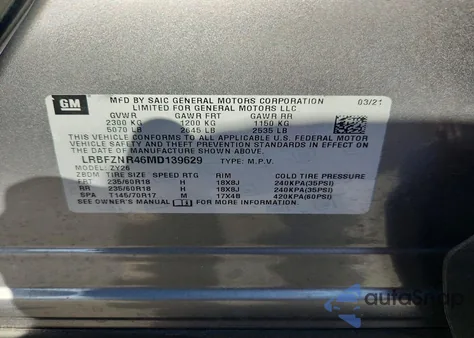 GM
MFD BY SAIC GENERAL MOTORS CORPORATION 03/21
LIMITED FOR GENERAL MOTORS LLC
GVWR GAWR FRT GAWR RR
2300 KG 1200 KG 1150 KG
5070 LB 2645 LB 2535 LB
THIS VEHICLE CONFORMS TO ALL APPLICABLE
U.S. FEDERAL MOTOR VEHICLE SAFETY, BUMPER,
AND THEFT PREVENTION STANDARDS IN EFFECT ON THE
DATE OF MANUFACTURE SHOWN ABOVE.
LRBFZNR46MD139629 TYPE: M.P.V.
MODEL: ZY26
ZBDM TIRE SIZE SPEED RTG RIM COLD TIRE PRESSURE
FRT 235/60R18 H 18X8J 240KPA(35PSI)
RR 235/60R18 H 18X8J 240KPA(35PSI)
SPA T145/70R17 M 17X4B 420KPA(60PSI)
SEE OWNER'S MANUAL FOR MORE INFORMATION.
autoSnap